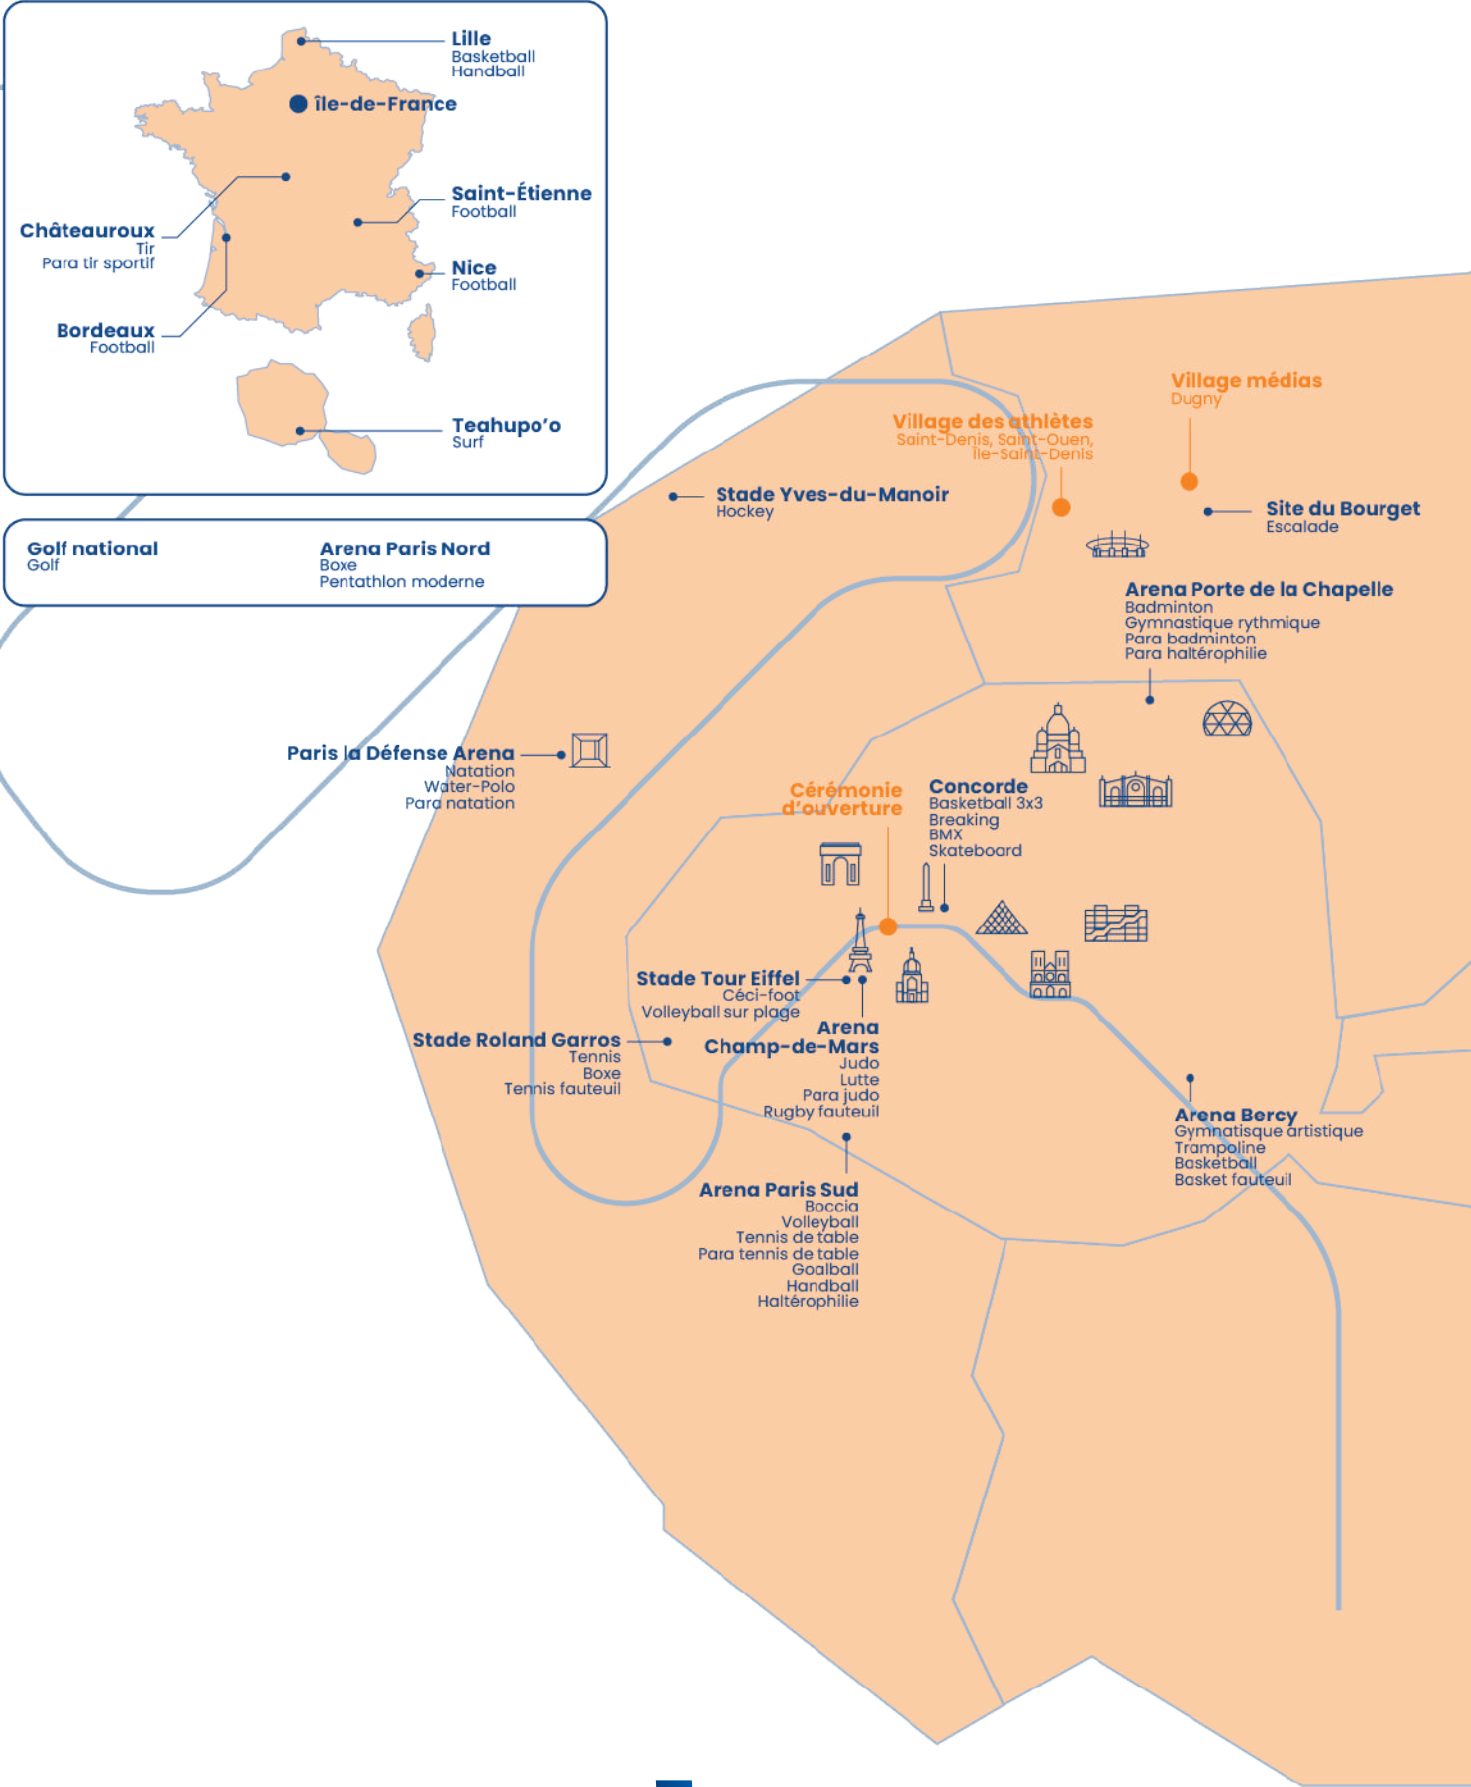 Lille
Basketball
Handball
île-de-France
Saint-Étienne
Football
Châteauroux
Tir
Para tir sportif
Nice
Football
Bordeaux
Football
Teahupo’o
Surf
Golf national
Golf
Arena Paris Nord
Boxe
Pentathlon moderne
Village médias
Dugny
Village des athlètes
Saint-Denis, Saint-Ouen,
Île-Saint-Denis
Stade Yves-du-Manoir
Hockey
Site du Bourget
Escalade
Arena Porte de la Chapelle
Badminton
Gymnastique rythmique
Para badminton
Para haltérophilie
Paris la Défense Arena
Natation
Water-Polo
Para natation
Cérémonie
d’ouverture
Concorde
Basketball 3x3
Breaking
BMX
Skateboard
Stade Tour Eiffel
Céci-foot
Volleyball sur plage
Arena
Champ-de-Mars
Judo
Lutte
Para judo
Rugby fauteuil
Stade Roland Garros
Tennis
Boxe
Tennis fauteuil
Arena Bercy
Gymnatisque artistique
Trampoline
Basketball
Basket fauteuil
Arena Paris Sud
Boccia
Volleyball
Tennis de table
Para tennis de table
Goalball
Handball
Haltérophilie